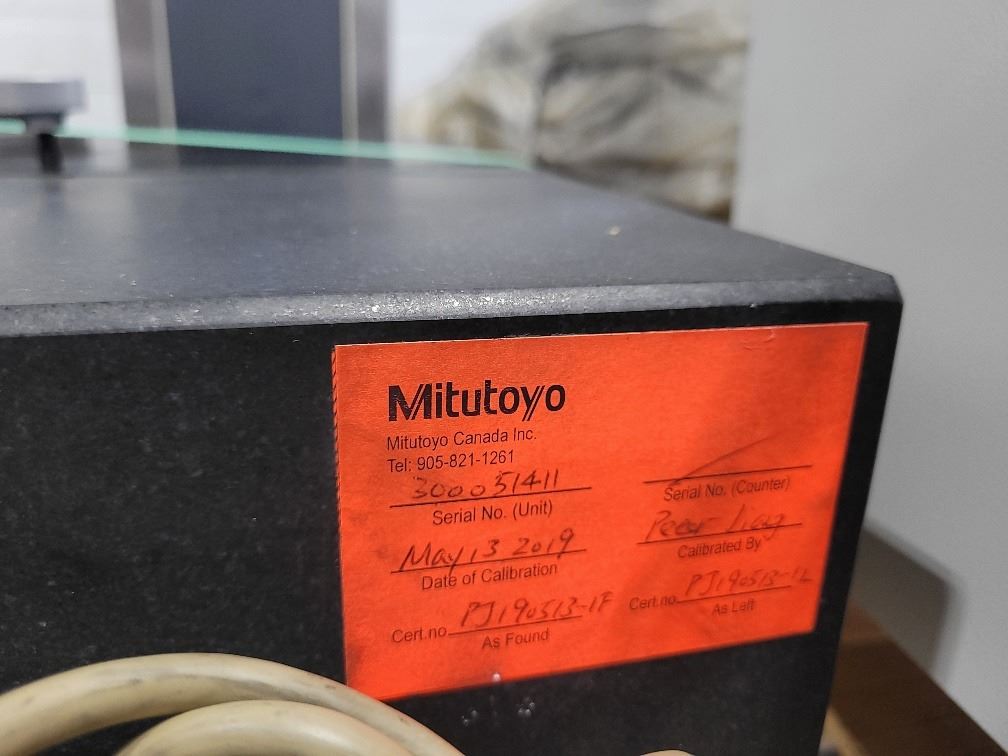 Mitutoyo
Mitutoyo Canada Inc.
Tel: 905-821-1261
300051411
Serial No. (Unit)
Serial No. (Counter)
May 13 2019
Date of Calibration
Calibrated By
Cert.no. PJ190513-1F
As Found
Cert.no. PJ190513-1L
As Left